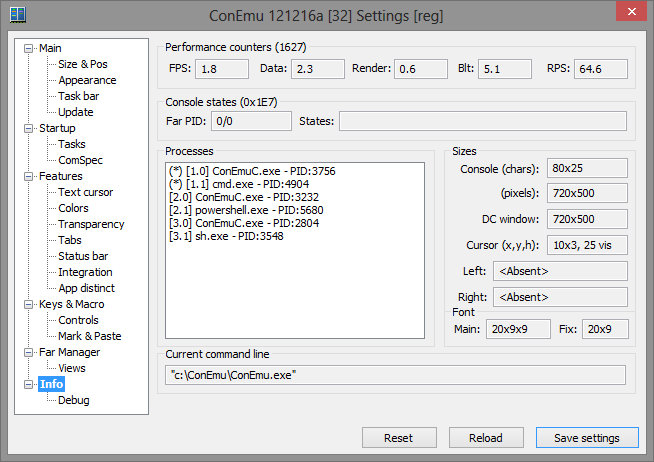 ConEmu 121216a [32] Settings [reg]
x
Main
Size & Pos
Appearance
Task bar
Update
Startup
Tasks
ComSpec
Features
Text cursor
Colors
Transparency
Tabs
Status bar
Integration
App distinct
Keys & Macro
Controls
Mark & Paste
Far Manager
Views
Info
Debug
Performance counters (1627)
FPS: 1.8 Data: 2.3 Render: 0.6 Blt: 5.1 RPS: 64.6
Console states (0x1E7)
Far PID: 0/0 States:
Processes
(*) [1.0] ConEmuC.exe - PID:3756
(*) [1.1] cmd.exe - PID:4904
[2.0] ConEmuC.exe - PID:3232
[2.1] powershell.exe - PID:5680
[3.0] ConEmuC.exe - PID:2804
[3.1] sh.exe - PID:3548
Sizes
Console (chars): 80x25
(pixels): 720x500
DC window: 720x500
Cursor (x,y,h): 10x3, 25 vis
Left: <Absent>
Right: <Absent>
Font
Main: 20x9x9 Fix: 20x9
Current command line
"c:\ConEmu\ConEmu.exe"
Reset Reload Save settings